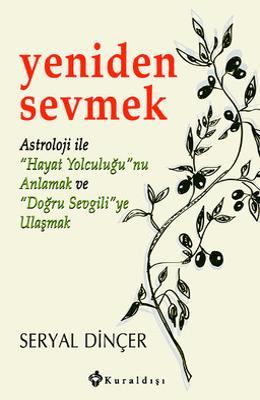 yeniden
sevmek
Astroloji ile
"Hayat Yolculuğu"nu
Anlamak ve
"Doğru Sevgili"ye
Ulaşmak
SERYAL DİNÇER
Kuraldışı